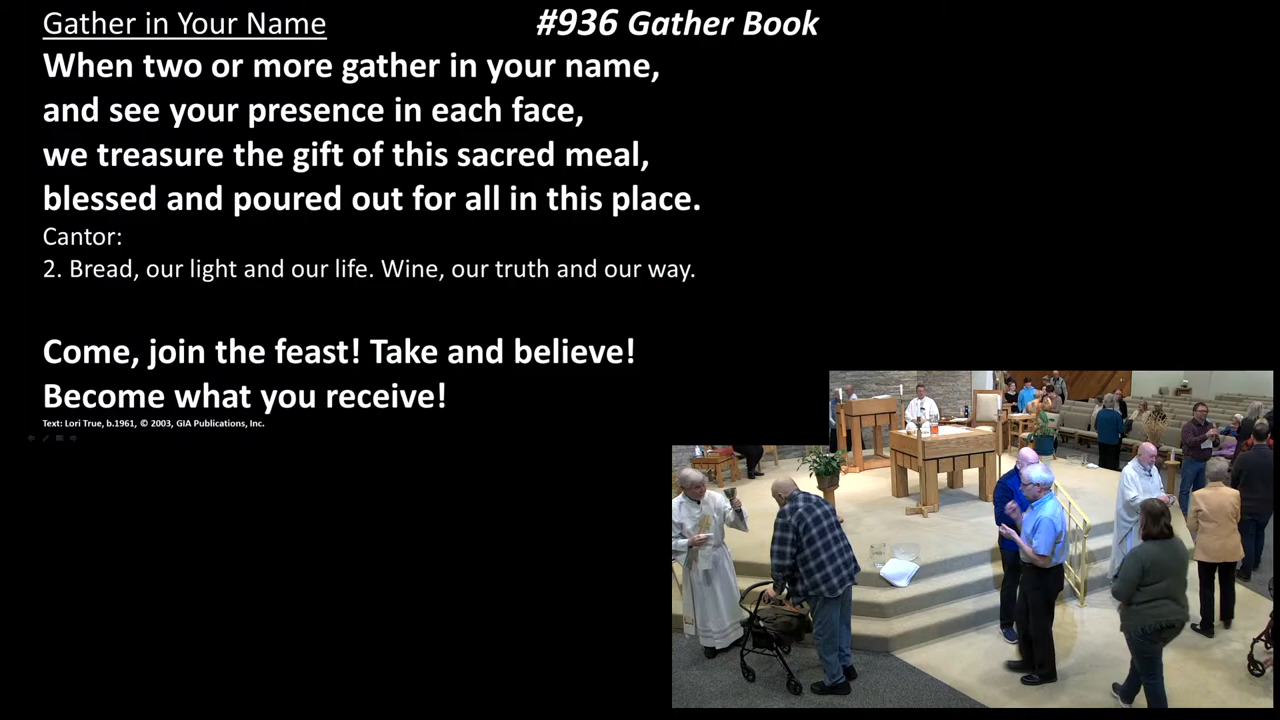 Gather in Your Name #936 Gather Book
When two or more gather in your name,
and see your presence in each face,
we treasure the gift of this sacred meal,
blessed and poured out for all in this place.
Cantor:
2. Bread, our light and our life. Wine, our truth and our way.
Come, join the feast! Take and believe!
Become what you receive!
Text: Lori True, b.1961, © 2003, GIA Publications, Inc.